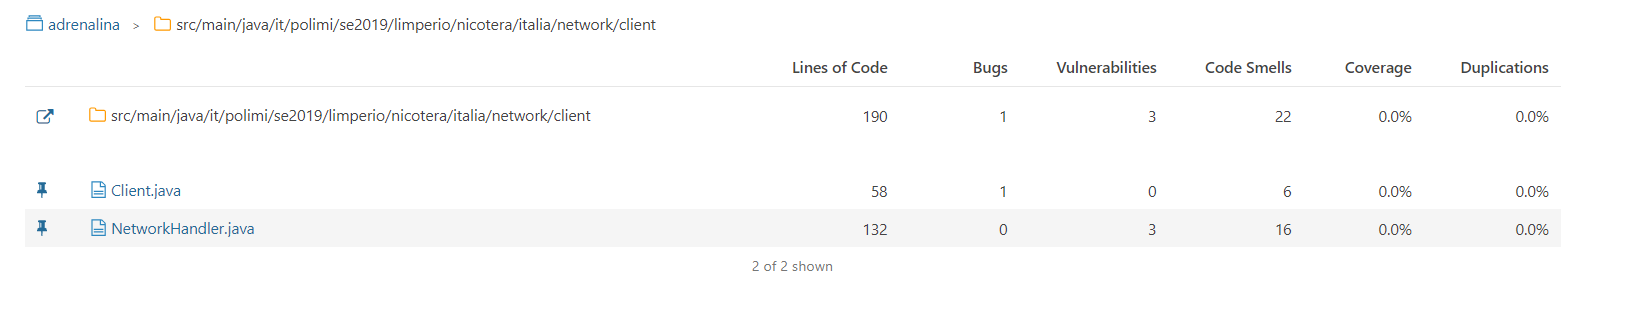 adrenalina > src/main/java/it/polimi/se2019/limperio/nicotera/italia/network/client
Lines of Code Bugs Vulnerabilities Code Smells Coverage Duplications
src/main/java/it/polimi/se2019/limperio/nicotera/italia/network/client 190 1 3 22 0.0% 0.0%
Client.java 58 1 0 6 0.0% 0.0%
NetworkHandler.java 132 0 3 16 0.0% 0.0%
2 of 2 shown